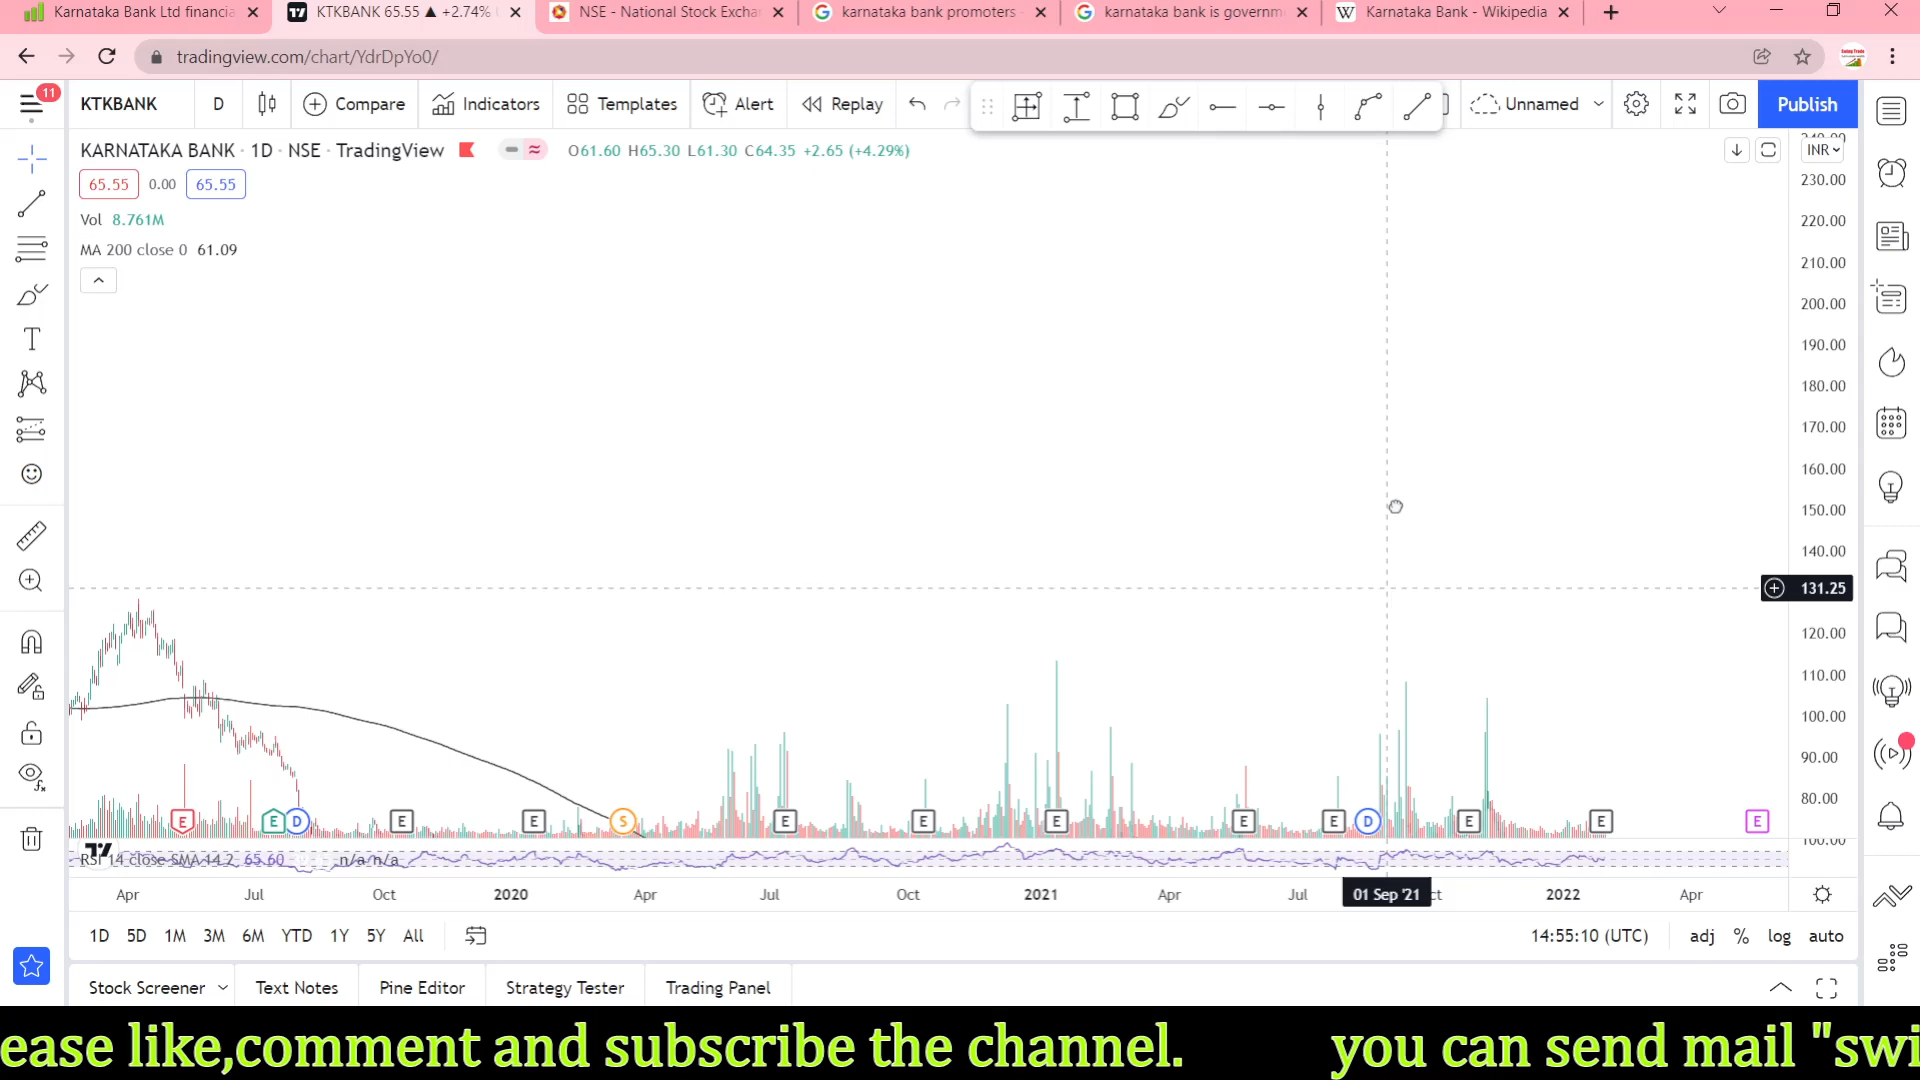 Karnataka Bank Ltd financia
KTKBANK 65.55 ▲ +2.74%
NSE - National Stock Excha
karnataka bank promoters -
karnataka bank is governm
Karnataka Bank - Wikipedia
tradingview.com/chart/YdrDpYo0/
11
KTKBANK
D
Compare
Indicators
Templates
Alert
Replay
Unnamed
Publish
KARNATAKA BANK · 1D · NSE · TradingView
O61.60 H65.30 L61.30 C64.35 +2.65 (+4.29%)
INR
65.55 0.00 65.55
Vol 8.761M
MA 200 close 0 61.09
240.00
230.00
220.00
210.00
200.00
190.00
180.00
170.00
160.00
150.00
140.00
131.25
120.00
110.00
100.00
90.00
80.00
E E D E E S E E E E E D E E E
RSI 14 close SMA 14 2 65.60 n/a n/a
Apr Jul Oct 2020 Apr Jul Oct 2021 Apr Jul 01 Sep '21 ct 2022 Apr
1D 5D 1M 3M 6M YTD 1Y 5Y All
14:55:10 (UTC)
adj % log auto
Stock Screener
Text Notes
Pine Editor
Strategy Tester
Trading Panel
ease like,comment and subscribe the channel. you can send mail "swi